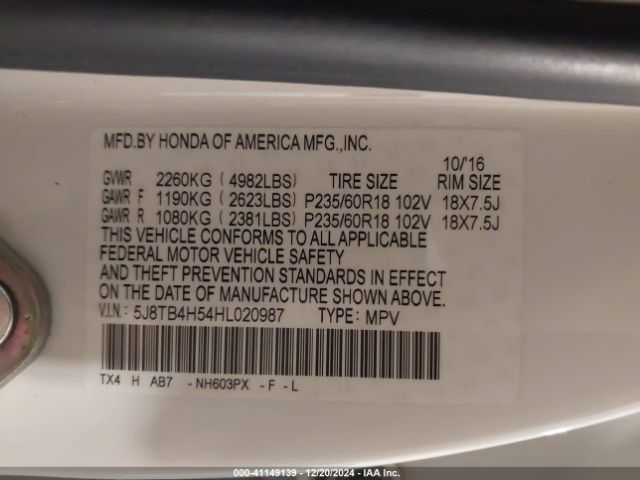 MFD.BY HONDA OF AMERICA MFG.,INC.
10/'16
GVWR 2260KG ( 4982LBS) TIRE SIZE RIM SIZE
GAWR F 1190KG ( 2623LBS) P235/60R18 102V 18X7.5J
GAWR R 1080KG ( 2381LBS) P235/60R18 102V 18X7.5J
THIS VEHICLE CONFORMS TO ALL APPLICABLE
FEDERAL MOTOR VEHICLE SAFETY
AND THEFT PREVENTION STANDARDS IN EFFECT
ON THE DATE OF MANUFACTURE SHOWN ABOVE.
V.I.N.: 5J8TB4H54HL020987 TYPE: MPV
TX4 H AB7 - NH603PX - F - L
000-41149139 - 12/20/2024 - IAA Inc.